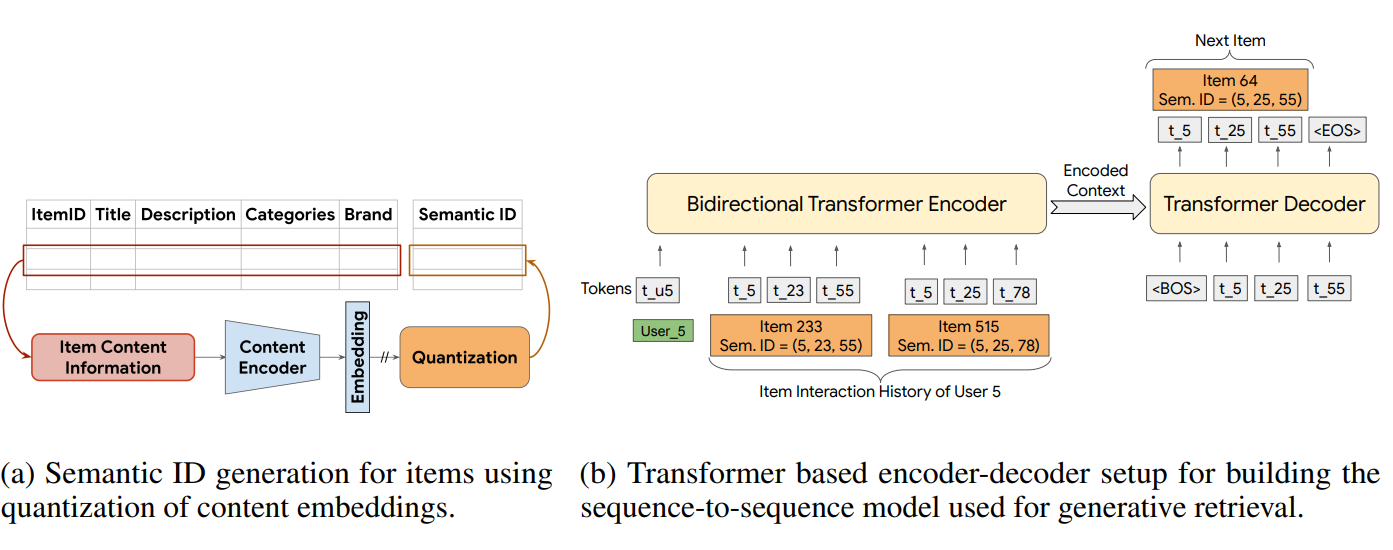 ItemID Title Description Categories Brand Semantic ID
Item Content
Information
Content
Encoder
Embedding
//
Quantization
(a) Semantic ID generation for items using
quantization of content embeddings.
Next Item
Item 64
Sem. ID = (5, 25, 55)
t_5 t_25 t_55 <EOS>
Bidirectional Transformer Encoder
Encoded
Context
Transformer Decoder
Tokens t_u5 t_5 t_23 t_55 t_5 t_25 t_78
<BOS> t_5 t_25 t_55
User_5
Item 233
Sem. ID = (5, 23, 55)
Item 515
Sem. ID = (5, 25, 78)
Item Interaction History of User 5
(b) Transformer based encoder-decoder setup for building the
sequence-to-sequence model used for generative retrieval.